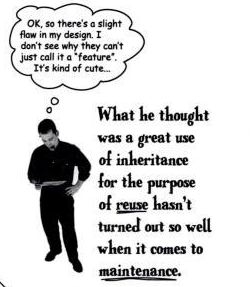 OK, so there's a slight
flaw in my design. I
don't see why they can't
just call it a "feature".
It's kind of cute...
What he thought
was a great use
of inheritance
for the purpose
of reuse hasn't
turned out so well
when it comes to
maintenance.